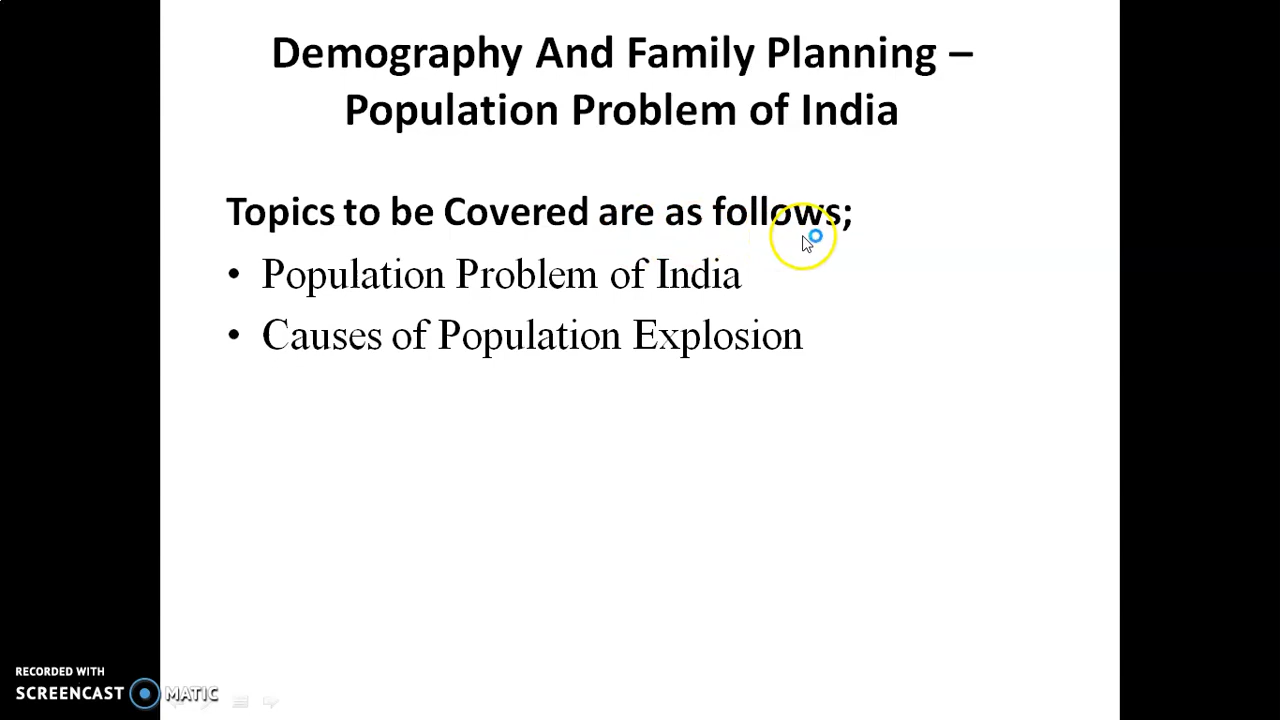 Demography And Family Planning –
Population Problem of India
Topics to be Covered are as follows;
• Population Problem of India
• Causes of Population Explosion
RECORDED WITH
SCREENCAST MATIC